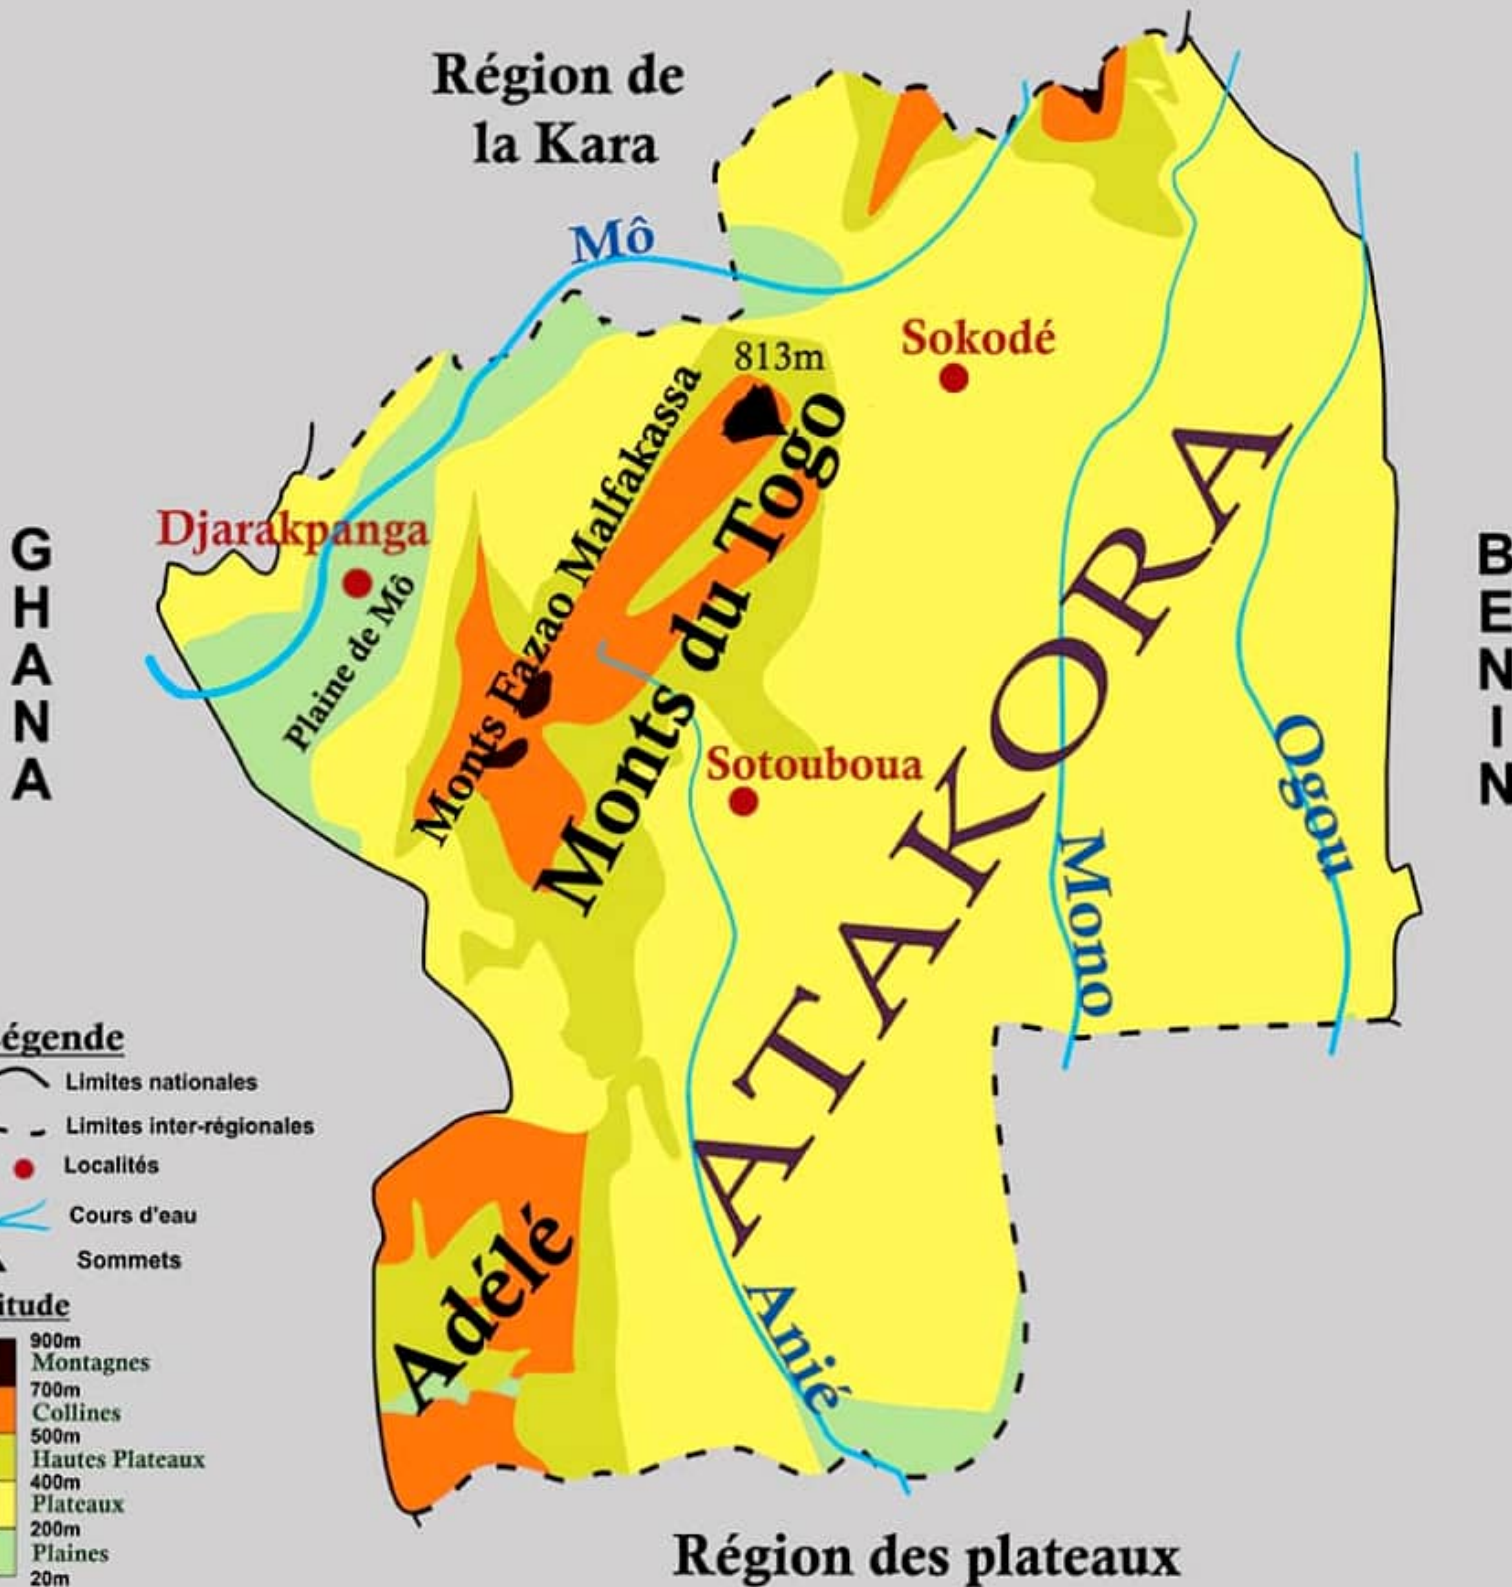 Région de
la Kara
Mô
813m
Sokodé
Monts Fazao Malfakassa
Monts du Togo
Djarakpanga
Plaine de Mô
GHANA
BENIN
ATAKORA
Sotouboua
Ogou
Mono
Anié
Adélé
égende
Limites nationales
Limites inter-régionales
Localités
Cours d'eau
Sommets
itude
900m
Montagnes
700m
Collines
500m
Hautes Plateaux
400m
Plateaux
200m
Plaines
20m
Région des plateaux